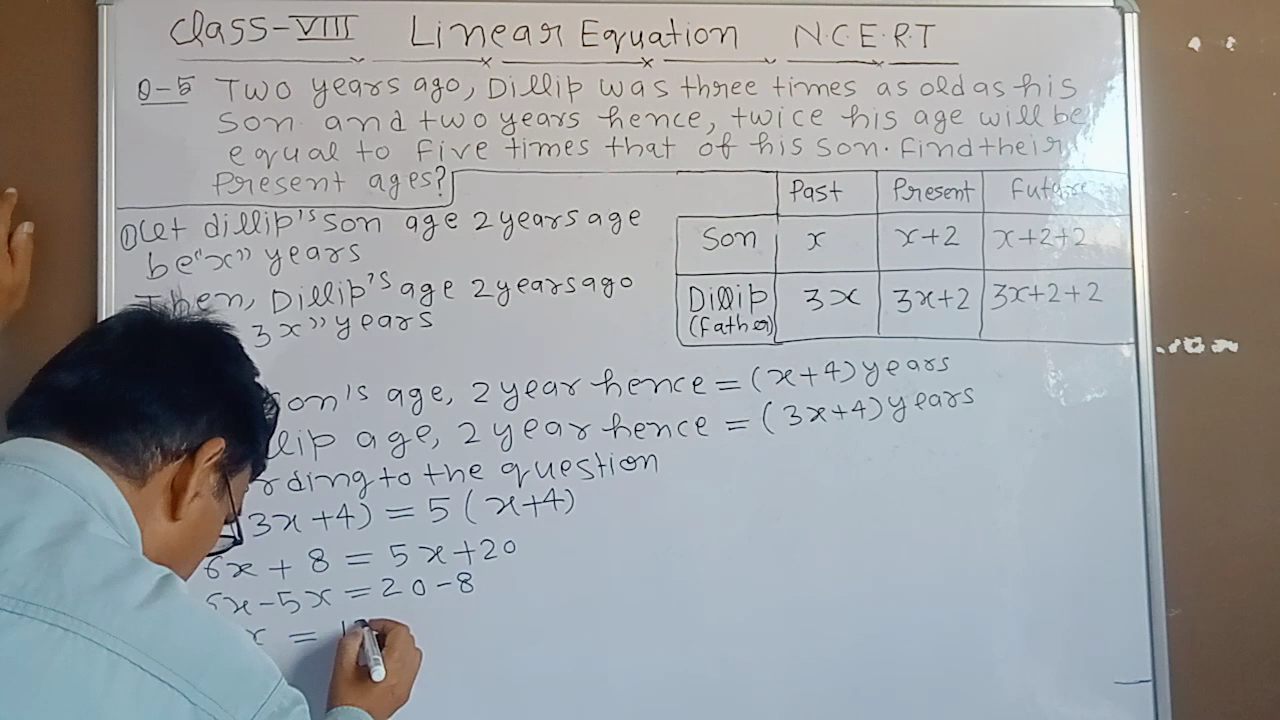 Class-VIII Linear Equation N.C.E.R.T
Q-5 Two years ago, Dillip was three times as old as his
son and two years hence, twice his age will be
equal to five times that of his son. Find their
Present ages?
Past Present Future
Son x x+2 x+2+2
Dillip 3x 3x+2 3x+2+2
(Father)
① Let dillip's son age 2 years age
be "x" years
Then, Dillip's age 2 years ago
3x" years
son's age, 2 year hence = (x+4) years
age, 2 year hence = (3x+4) years
to the question
3x+4) = 5(x+4)
6x + 8 = 5x+20
6x-5x = 20-8
x =